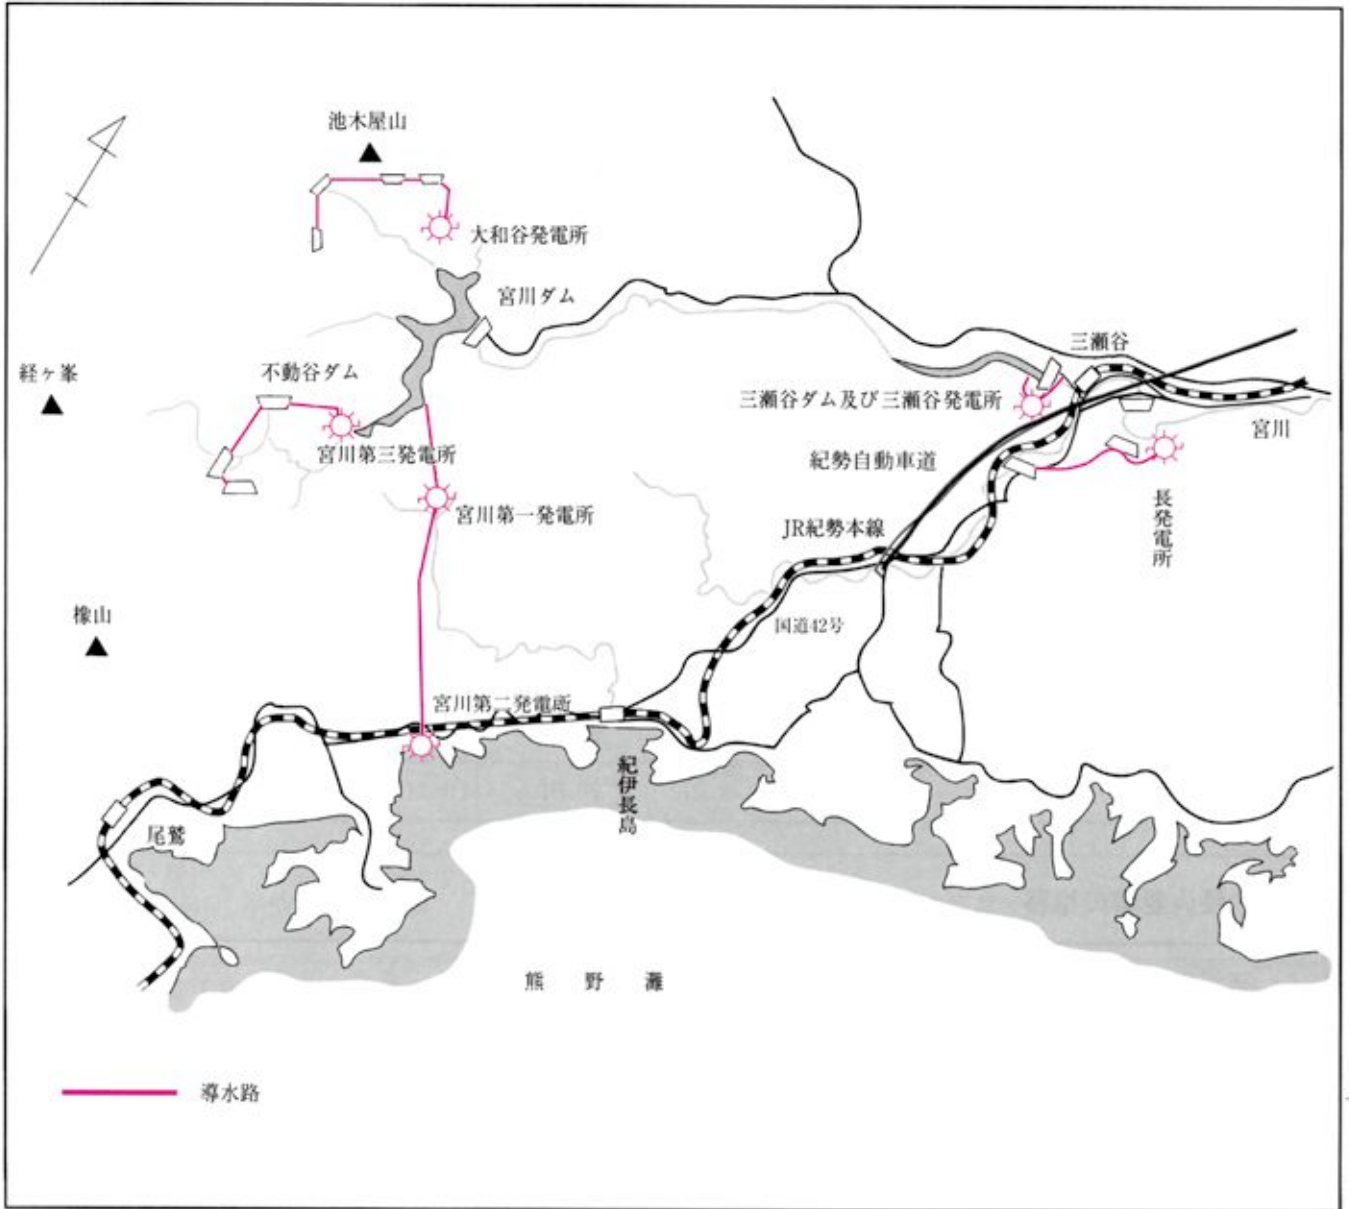 池木屋山
大和谷発電所
宮川ダム
三瀬谷
経ヶ峯
不動谷ダム
三瀬谷ダム及び三瀬谷発電所
宮川
宮川第三発電所
紀勢自動車道
長発電所
宮川第一発電所
JR紀勢本線
橡山
国道42号
宮川第二発電所
紀伊長島
尾鷲
熊野灘
導水路